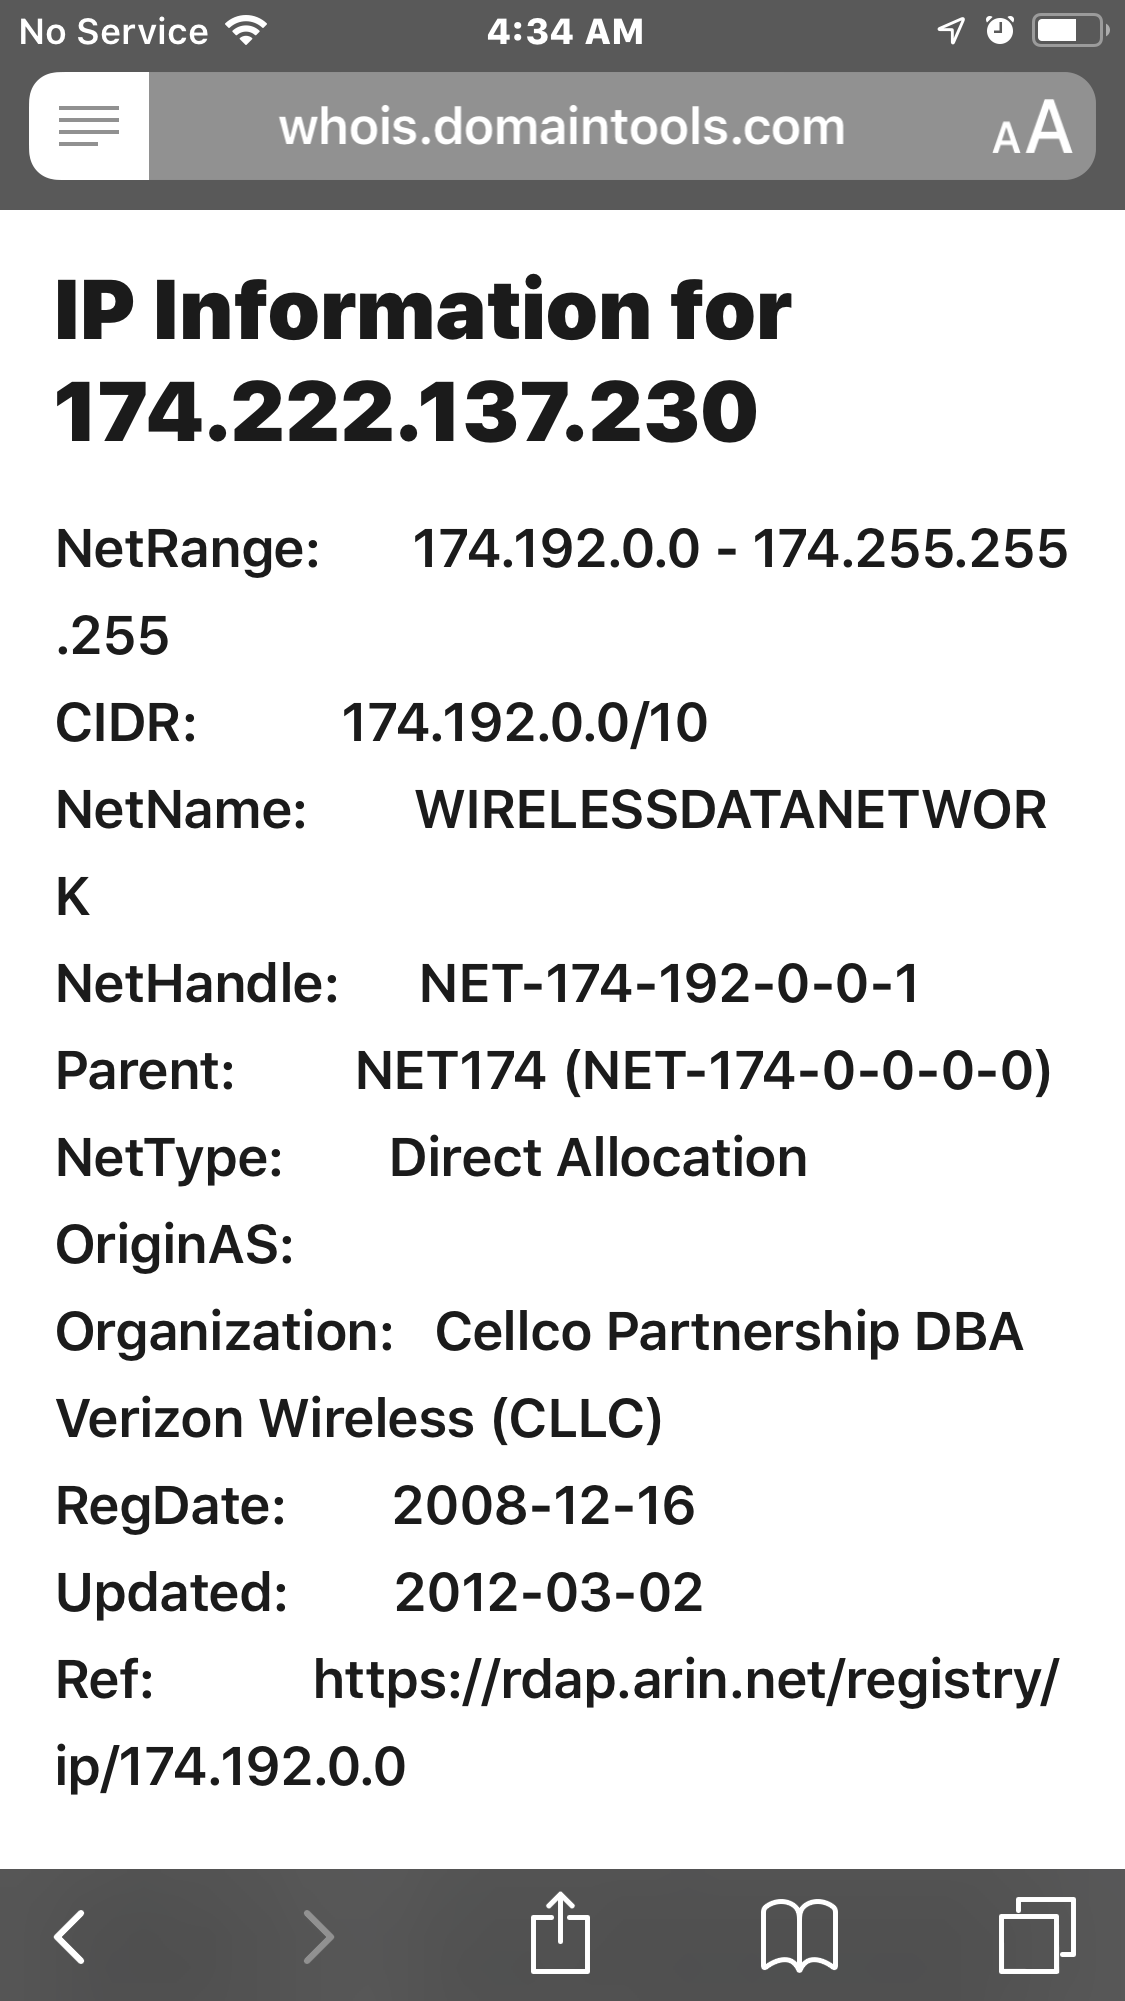 No Service 4:34 AM
whois.domaintools.com AA
IP Information for
174.222.137.230
NetRange: 174.192.0.0 - 174.255.255
.255
CIDR: 174.192.0.0/10
NetName: WIRELESSDATANETWOR
K
NetHandle: NET-174-192-0-0-1
Parent: NET174 (NET-174-0-0-0-0)
NetType: Direct Allocation
OriginAS:
Organization: Cellco Partnership DBA
Verizon Wireless (CLLC)
RegDate: 2008-12-16
Updated: 2012-03-02
Ref: https://rdap.arin.net/registry/
ip/174.192.0.0